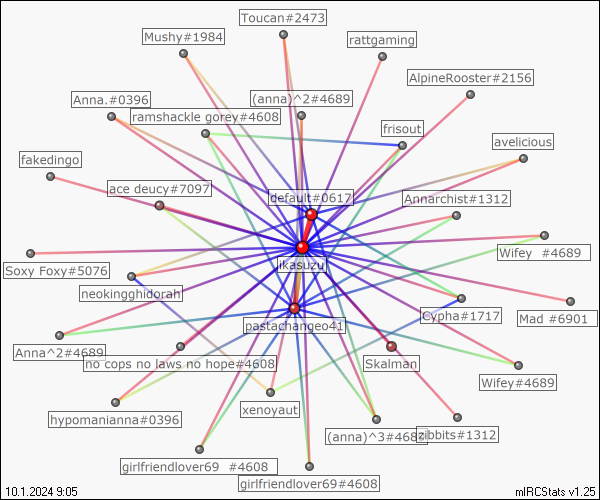 Toucan#2473
Mushy#1984
rattgaming
AlpineRooster#2156
Anna.#0396
(anna)^2#4689
ramshackle gorey#4608
frisout
avelicious
fakedingo
ace deucy#7097
default#0617
Annarchist#1312
Wifey  #4689
ikasuzu
Soxy Foxy#5076
neokingghidorah
Mad #6901
pastachangeo41
Cypha#1717
Anna^2#4689
no cops no laws no hope#4608
Skalman
Wifey#4689
xenoyaut
hypomanianna#0396
(anna)^3#468
zibbits#1312
girlfriendlover69  #4608
girlfriendlover69#4608
10.1.2024 9:05
mIRCStats v1.25